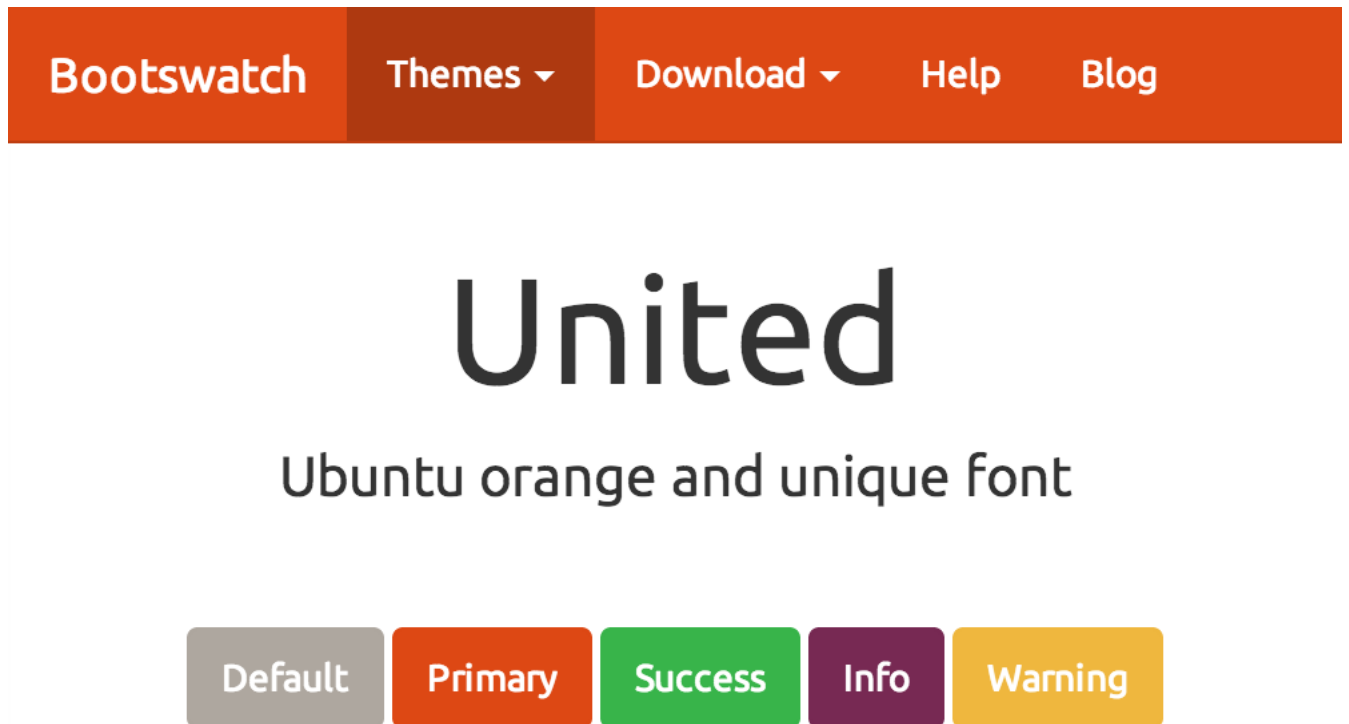 Bootswatch Themes Download Help Blog
United
Ubuntu orange and unique font
Default Primary Success Info Warning